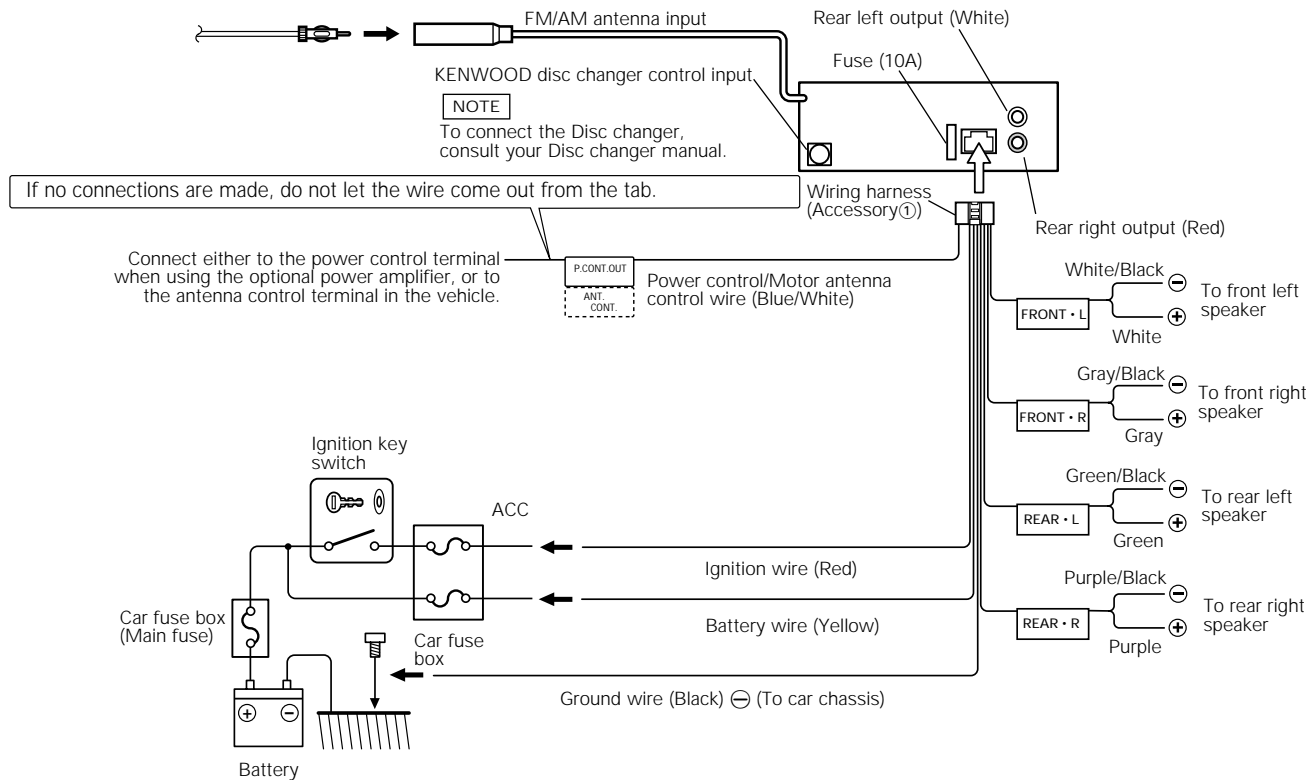 FM/AM antenna input
Rear left output (White)
Fuse (10A)
KENWOOD disc changer control input
NOTE
To connect the Disc changer,
consult your Disc changer manual.
If no connections are made, do not let the wire come out from the tab.
Wiring harness
(Accessory①)
Rear right output (Red)
Connect either to the power control terminal
when using the optional power amplifier, or to
the antenna control terminal in the vehicle.
P.CONT.OUT
ANT.
CONT.
Power control/Motor antenna
control wire (Blue/White)
White/Black
⊖
FRONT・L
⊕
White
To front left
speaker
Gray/Black
⊖
FRONT・R
⊕
Gray
To front right
speaker
Green/Black
⊖
REAR・L
⊕
Green
To rear left
speaker
Purple/Black
⊖
REAR・R
⊕
Purple
To rear right
speaker
Ignition key
switch
ACC
Ignition wire (Red)
Car fuse box
(Main fuse)
Battery wire (Yellow)
Car fuse
box
Ground wire (Black) ⊖ (To car chassis)
⊕ ⊖
Battery